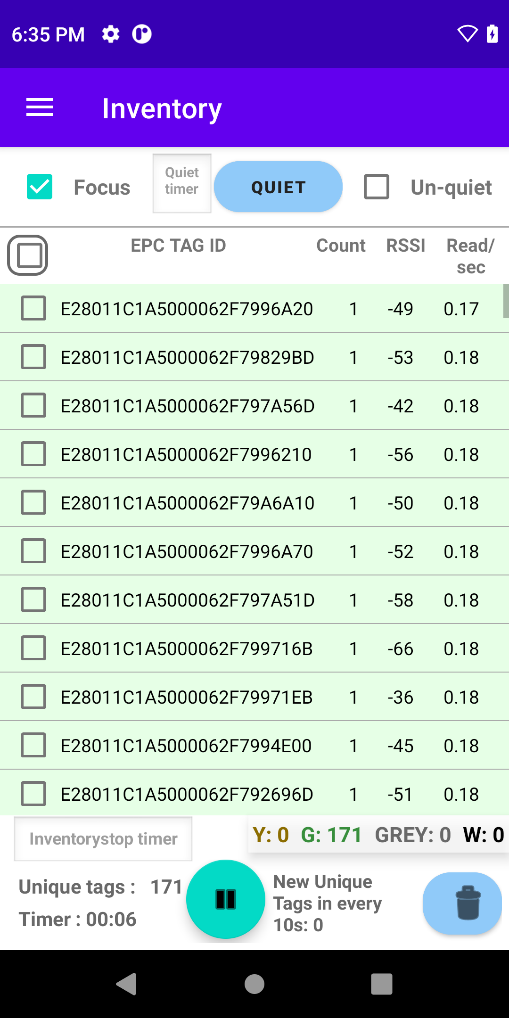 6:35 PM
Inventory
Focus
Quiet
timer
QUIET
Un-quiet
EPC TAG ID Count RSSI Read/
sec
E28011C1A5000062F7996A20 1 -49 0.17
E28011C1A5000062F79829BD 1 -53 0.18
E28011C1A5000062F797A56D 1 -42 0.18
E28011C1A5000062F7996210 1 -56 0.18
E28011C1A5000062F79A6A10 1 -50 0.18
E28011C1A5000062F7996A70 1 -52 0.18
E28011C1A5000062F797A51D 1 -58 0.18
E28011C1A5000062F799716B 1 -66 0.18
E28011C1A5000062F79971EB 1 -36 0.18
E28011C1A5000062F7994E00 1 -45 0.18
E28011C1A5000062F792696D 1 -51 0.18
Inventorystop timer
Y: 0 G: 171 GREY: 0 W: 0
Unique tags : 171
Timer : 00:06
New Unique
Tags in every
10s: 0